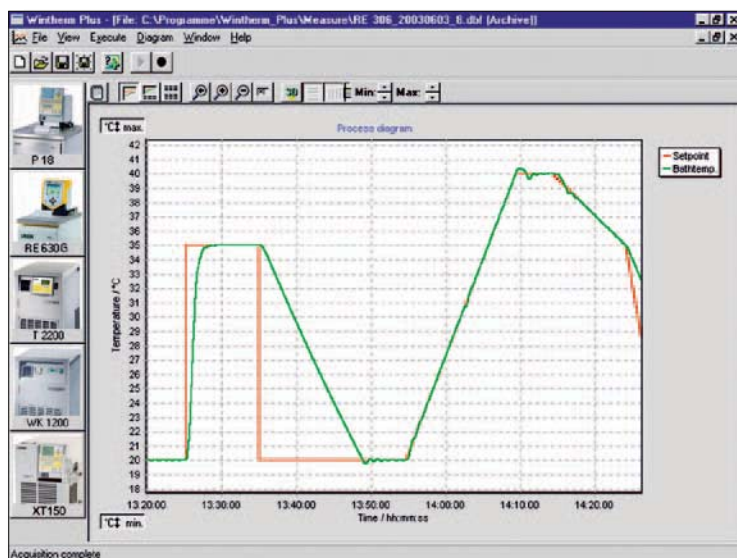 Wintherm Plus - [File: C:\Programme\Wintherm_Plus\Measure\RE 306_20030603_8.dbf [Archive]]
File View Execute Diagram Window Help
3D Min: Max:
P 18
RE 630G
T 2200
WK 1200
XT150
°C max.
Process diagram
Setpoint
Bathtemp.
Temperature / °C
42
41
40
39
38
37
36
35
34
33
32
31
30
29
28
27
26
25
24
23
22
21
20
19
18
13:20:00 13:30:00 13:40:00 13:50:00 14:00:00 14:10:00 14:20:00
Time / hh:mm:ss
°C min.
Acquisition complete